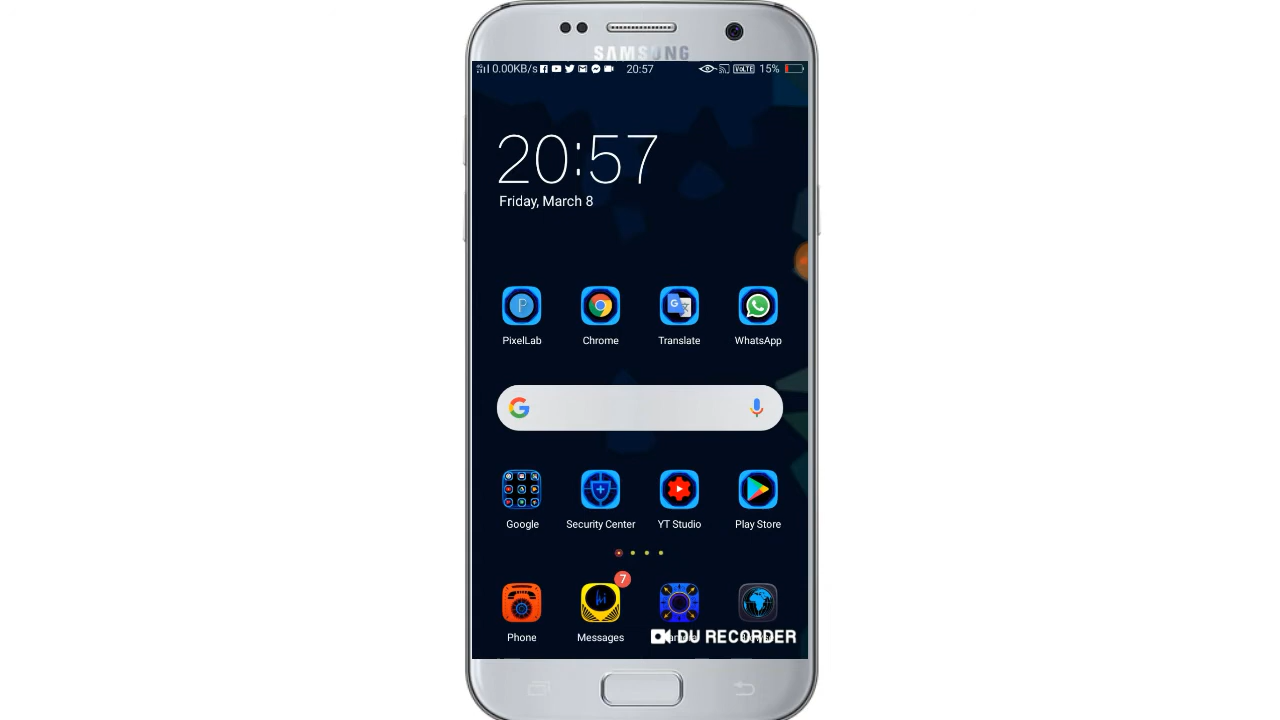 SAMSUNG
0.00KB/s 20:57 VoLTE 15%
20:57
Friday, March 8
PixelLab Chrome Translate WhatsApp
Google Security Center YT Studio Play Store
7
Phone Messages
DU RECORDER